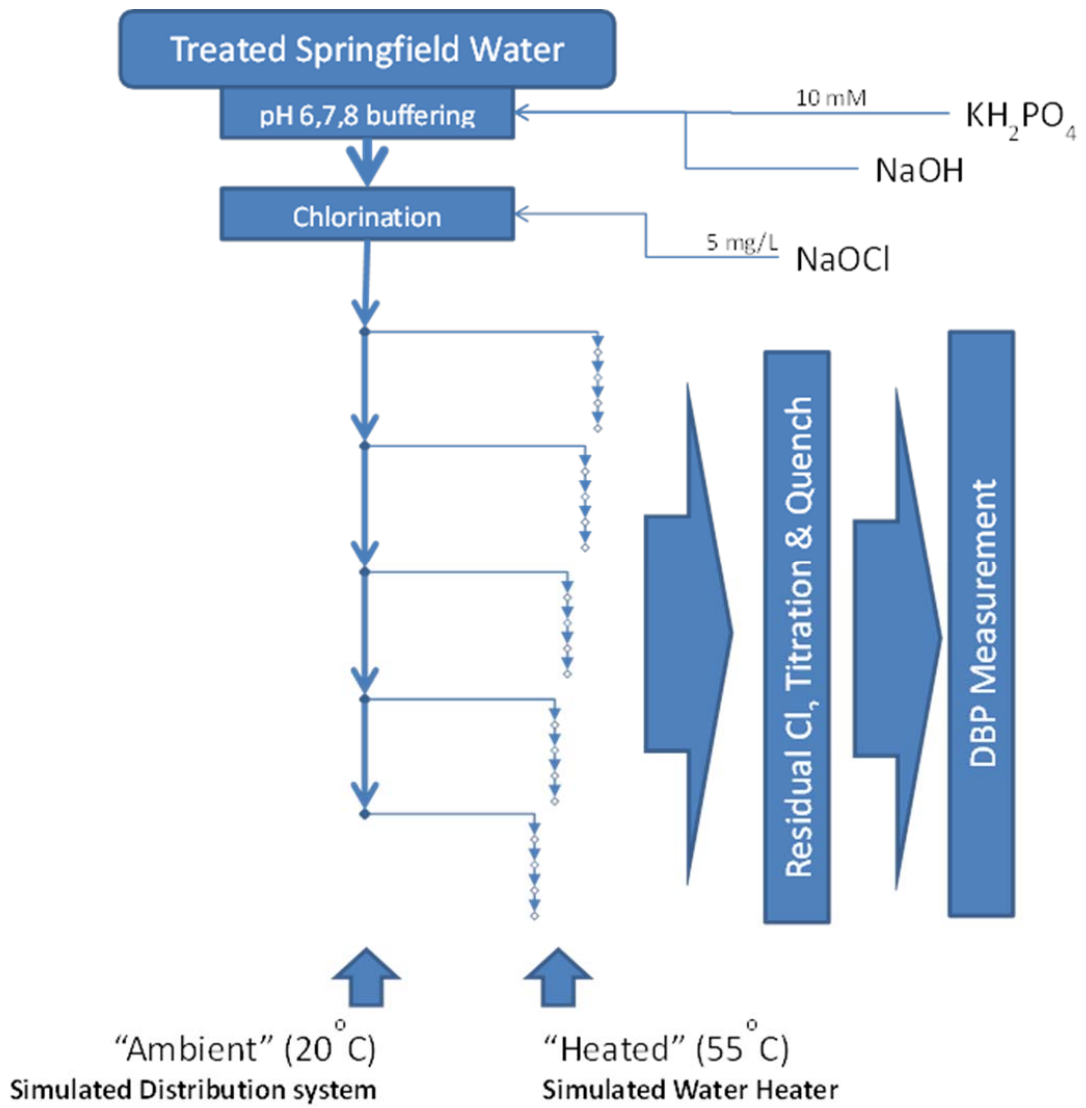 Treated Springfield Water
pH 6,7,8 buffering
10 mM
KH₂PO₄
NaOH
Chlorination
5 mg/L
NaOCl
Residual Cl₂ Titration & Quench
DBP Measurement
"Ambient" (20°C)
Simulated Distribution system
"Heated" (55°C)
Simulated Water Heater